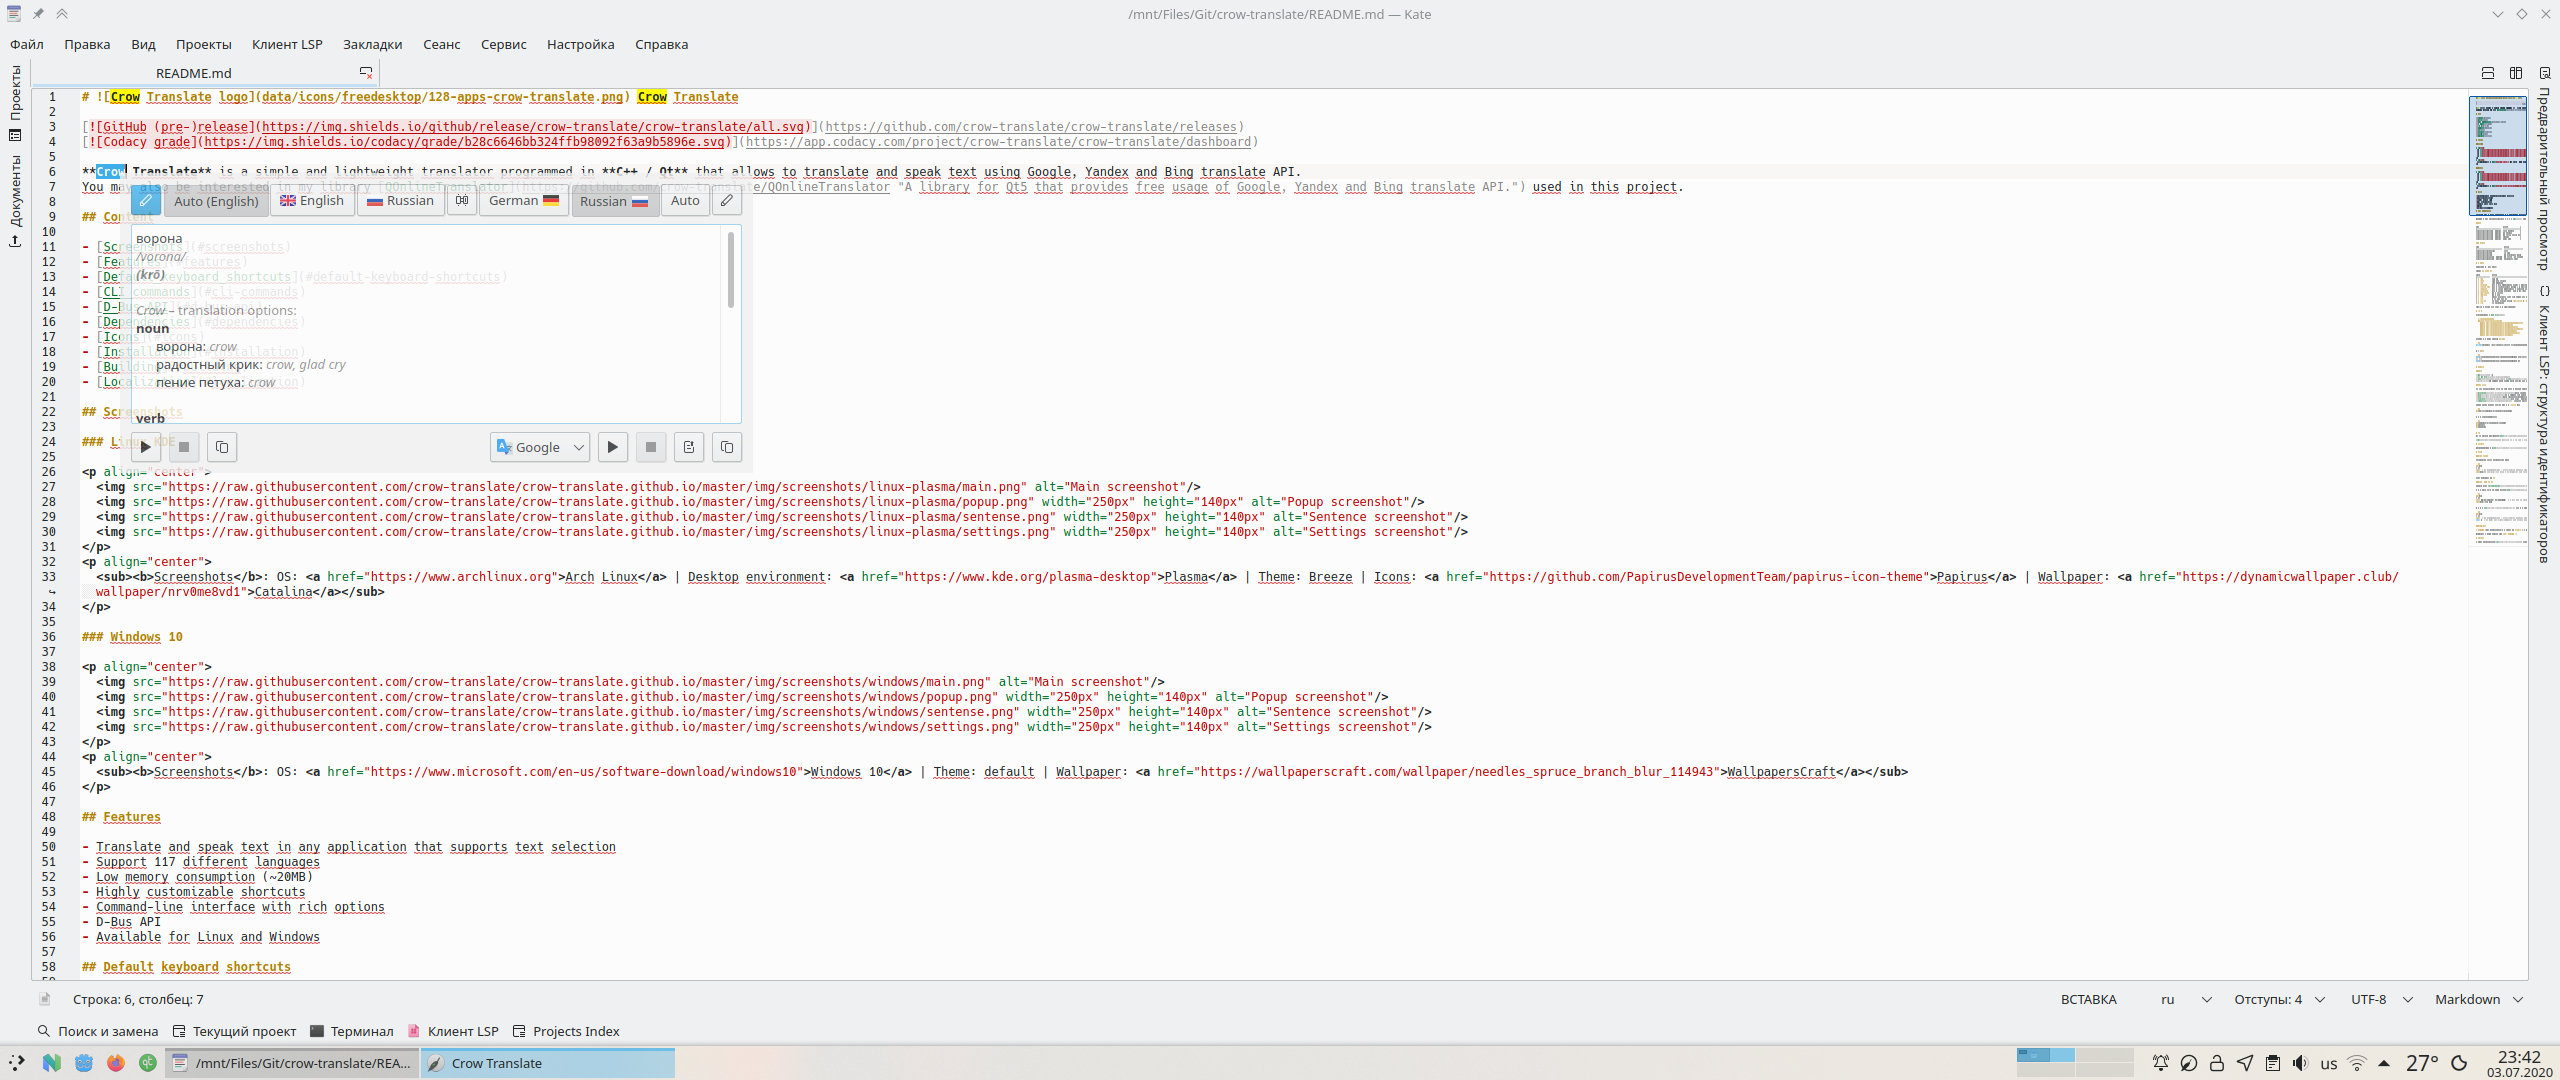 /mnt/Files/Git/crow-translate/README.md — Kate
Файл Правка Вид Проекты Клиент LSP Закладки Сеанс Сервис Настройка Справка
README.md
Проекты
Документы
1 # ![Crow Translate logo](data/icons/freedesktop/128-apps-crow-translate.png) Crow Translate
2
3 [![GitHub (pre-)release](https://img.shields.io/github/release/crow-translate/crow-translate/all.svg)](https://github.com/crow-translate/crow-translate/releases)
4 [![Codacy grade](https://img.shields.io/codacy/grade/b28c6646bb324ffb98092f63a9b5896e.svg)](https://app.codacy.com/project/crow-translate/crow-translate/dashboard)
5
6 **Crow Translate** is a simple and lightweight translator programmed in **C++ / Qt** that allows to translate and speak text using Google, Yandex and Bing translate API.
7 You may also be interested in my library [QOnlineTranslator](https://github.com/crow-translate/QOnlineTranslator "A library for Qt5 that provides free usage of Google, Yandex and Bing translate API.") used in this project.
8
9 ## Content
10
11 - [Screenshots](#screenshots)
12 - [Features](#features)
13 - [Default keyboard shortcuts](#default-keyboard-shortcuts)
14 - [CLI commands](#cli-commands)
15 - [D-Bus API]
16 - [Dependencies](#dependencies)
17 - [Icons](#icons)
18 - [Installation](#installation)
19 - [Building]
20 - [Localization]
21
22 ## Screenshots
23
24 ### Linux KDE
25
26 <p align="center">
27 <img src="https://raw.githubusercontent.com/crow-translate/crow-translate.github.io/master/img/screenshots/linux-plasma/main.png" alt="Main screenshot"/>
28 <img src="https://raw.githubusercontent.com/crow-translate/crow-translate.github.io/master/img/screenshots/linux-plasma/popup.png" width="250px" height="140px" alt="Popup screenshot"/>
29 <img src="https://raw.githubusercontent.com/crow-translate/crow-translate.github.io/master/img/screenshots/linux-plasma/sentense.png" width="250px" height="140px" alt="Sentence screenshot"/>
30 <img src="https://raw.githubusercontent.com/crow-translate/crow-translate.github.io/master/img/screenshots/linux-plasma/settings.png" width="250px" height="140px" alt="Settings screenshot"/>
31 </p>
32 <p align="center">
33 <sub><b>Screenshots</b>: OS: <a href="https://www.archlinux.org">Arch Linux</a> | Desktop environment: <a href="https://www.kde.org/plasma-desktop">Plasma</a> | Theme: Breeze | Icons: <a href="https://github.com/PapirusDevelopmentTeam/papirus-icon-theme">Papirus</a> | Wallpaper: <a href="https://dynamicwallpaper.club/
wallpaper/nrv0me8vd1">Catalina</a></sub>
34 </p>
35
36 ### Windows 10
37
38 <p align="center">
39 <img src="https://raw.githubusercontent.com/crow-translate/crow-translate.github.io/master/img/screenshots/windows/main.png" alt="Main screenshot"/>
40 <img src="https://raw.githubusercontent.com/crow-translate/crow-translate.github.io/master/img/screenshots/windows/popup.png" width="250px" height="140px" alt="Popup screenshot"/>
41 <img src="https://raw.githubusercontent.com/crow-translate/crow-translate.github.io/master/img/screenshots/windows/sentense.png" width="250px" height="140px" alt="Sentence screenshot"/>
42 <img src="https://raw.githubusercontent.com/crow-translate/crow-translate.github.io/master/img/screenshots/windows/settings.png" width="250px" height="140px" alt="Settings screenshot"/>
43 </p>
44 <p align="center">
45 <sub><b>Screenshots</b>: OS: <a href="https://www.microsoft.com/en-us/software-download/windows10">Windows 10</a> | Theme: default | Wallpaper: <a href="https://wallpaperscraft.com/wallpaper/needles_spruce_branch_blur_114943">WallpapersCraft</a></sub>
46 </p>
47
48 ## Features
49
50 - Translate and speak text in any application that supports text selection
51 - Support 117 different languages
52 - Low memory consumption (~20MB)
53 - Highly customizable shortcuts
54 - Command-line interface with rich options
55 - D-Bus API
56 - Available for Linux and Windows
57
58 ## Default keyboard shortcuts
Auto (English) English Russian German Russian Auto
ворона
/vorona/
(krō)
Crow – translation options:
noun
ворона: crow
радостный крик: crow, glad cry
пение петуха: crow
verb
Google
Предварительный просмотр
Клиент LSP: структура идентификаторов
Строка: 6, столбец: 7 ВСТАВКА ru Отступы: 4 UTF-8 Markdown
Поиск и замена Текущий проект Терминал Клиент LSP Projects Index
/mnt/Files/Git/crow-translate/REA... Crow Translate us 27° 23:42
03.07.2020